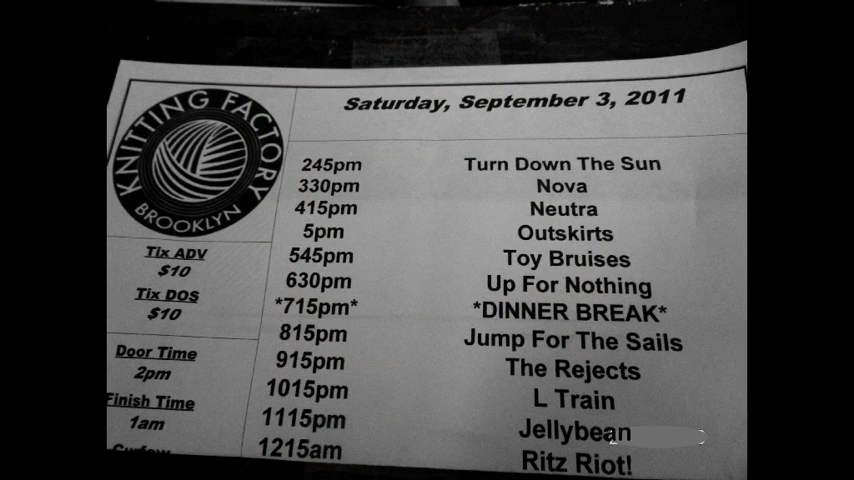 KNITTING FACTORY
BROOKLYN
Saturday, September 3, 2011
245pm Turn Down The Sun
330pm Nova
415pm Neutra
5pm Outskirts
545pm Toy Bruises
630pm Up For Nothing
*715pm* *DINNER BREAK*
815pm Jump For The Sails
915pm The Rejects
1015pm L Train
1115pm Jellybean
1215am Ritz Riot!
Tix ADV
$10
Tix DOS
$10
Door Time
2pm
Finish Time
1am
Curfew